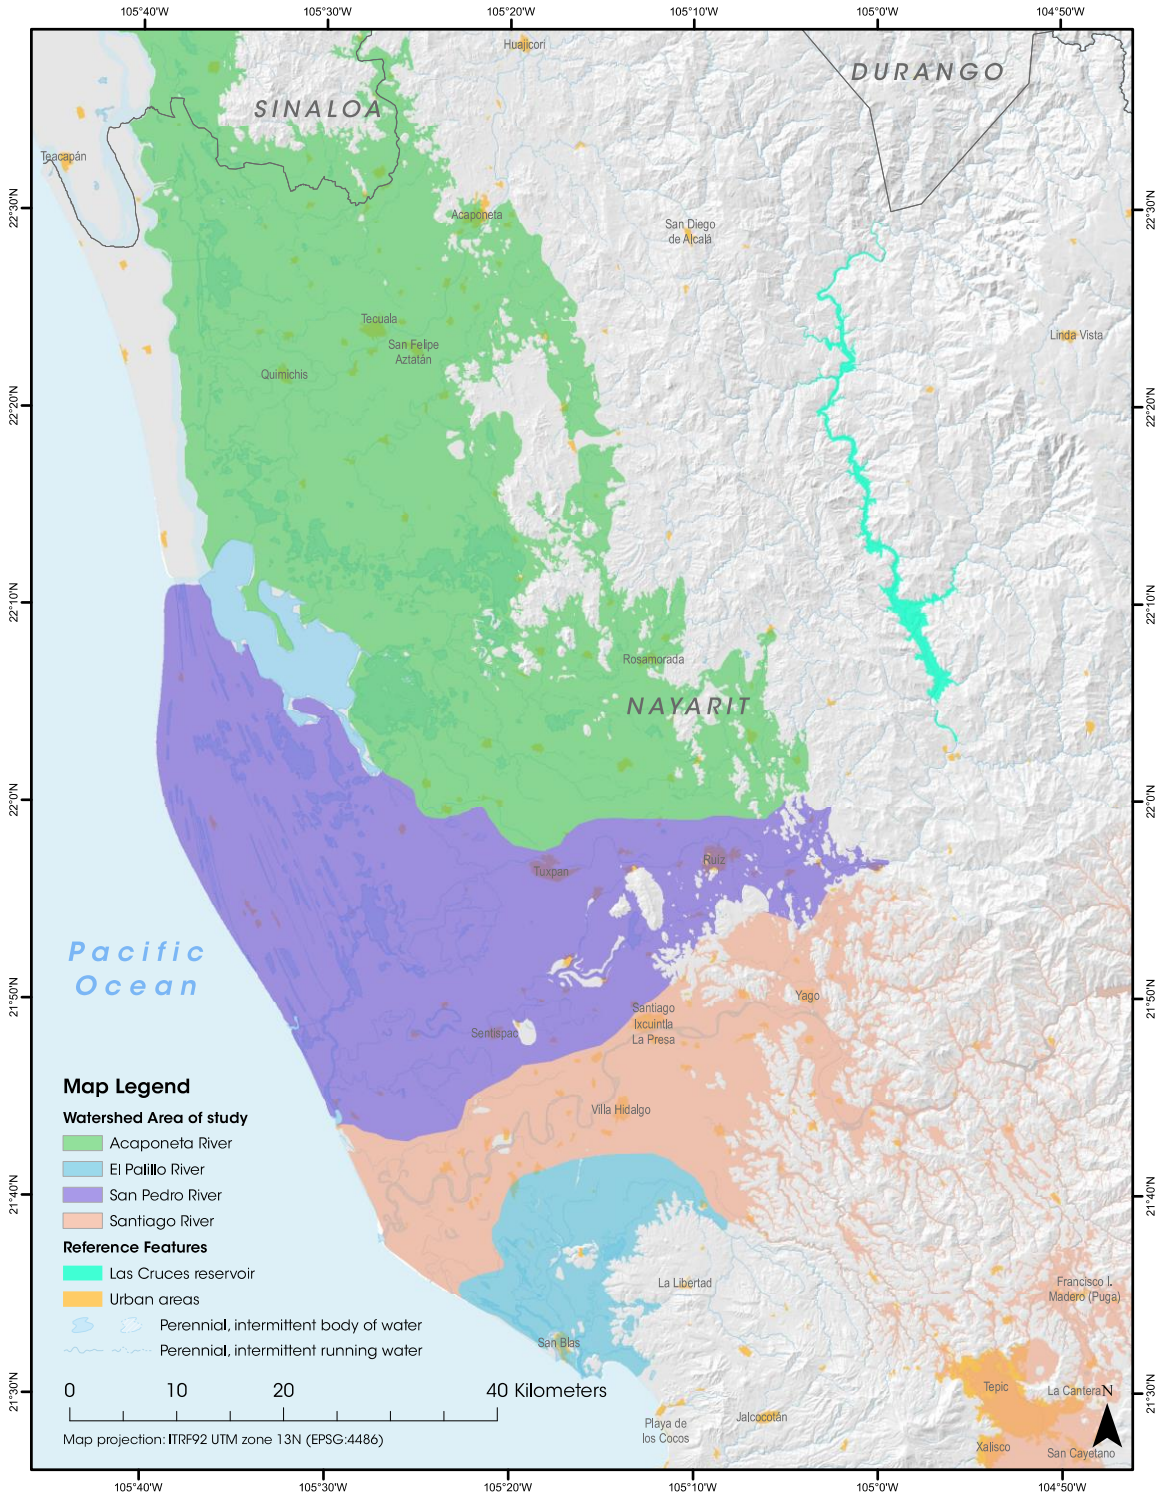 105°40'W 105°30'W 105°20'W 105°10'W 105°0'W 104°50'W
Huajicori
DURANGO
SINALOA
Teacapán
22°30'N
22°30'N
Acaponeta
San Diego
de Alcalá
Tecuala
San Felipe
Aztatán
Linda Vista
Quimichis
22°20'N
22°20'N
22°10'N
22°10'N
Rosamorada
NAYARIT
22°0'N
22°0'N
Tuxpan
Ruiz
Pacific
Ocean
21°50'N
21°50'N
Yago
Santiago
Ixcuintla
La Presa
Sentispac
Villa Hidalgo
Map Legend
Watershed Area of study
Acaponeta River
El Palillo River
San Pedro River
Santiago River
Reference Features
Las Cruces reservoir
Urban areas
Perennial, intermittent body of water
Perennial, intermittent running water
0 10 20 40 Kilometers
Map projection: ITRF92 UTM zone 13N (EPSG:4486)
21°40'N
21°40'N
La Libertad
Francisco I.
Madero (Puga)
San Blas
21°30'N
21°30'N
Tepic
La Cantera
N
Playa de
los Cocos
Jalcocotán
Xalisco
San Cayetano
105°40'W 105°30'W 105°20'W 105°10'W 105°0'W 104°50'W